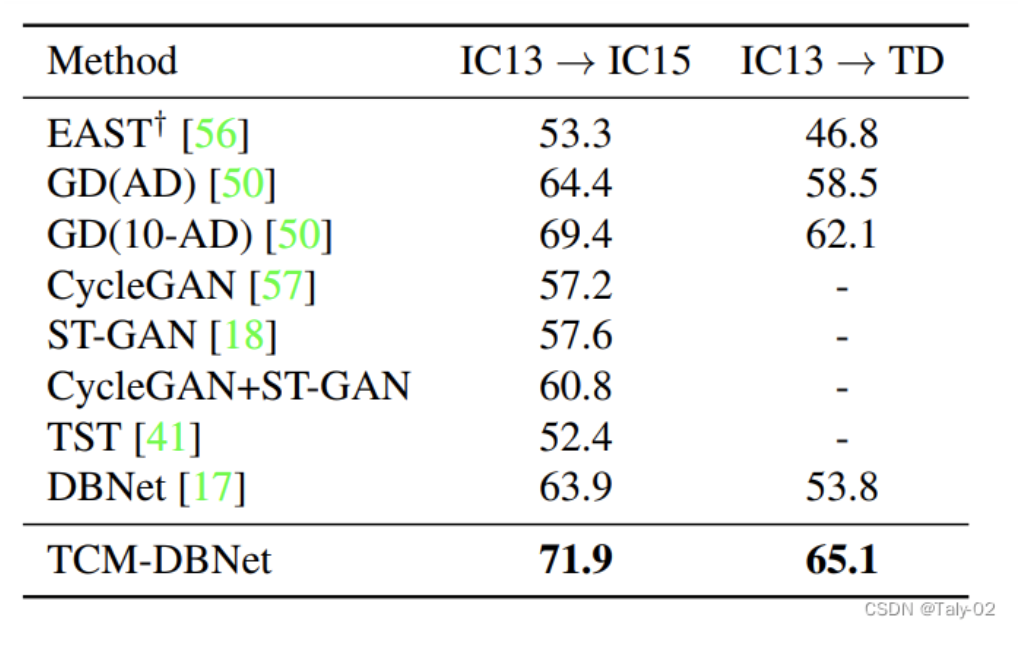 Method IC13 → IC15 IC13 → TD
EAST† [56] 53.3 46.8
GD(AD) [50] 64.4 58.5
GD(10-AD) [50] 69.4 62.1
CycleGAN [57] 57.2 -
ST-GAN [18] 57.6 -
CycleGAN+ST-GAN 60.8 -
TST [41] 52.4 -
DBNet [17] 63.9 53.8
TCM-DBNet 71.9 65.1
CSDN @Taly-02